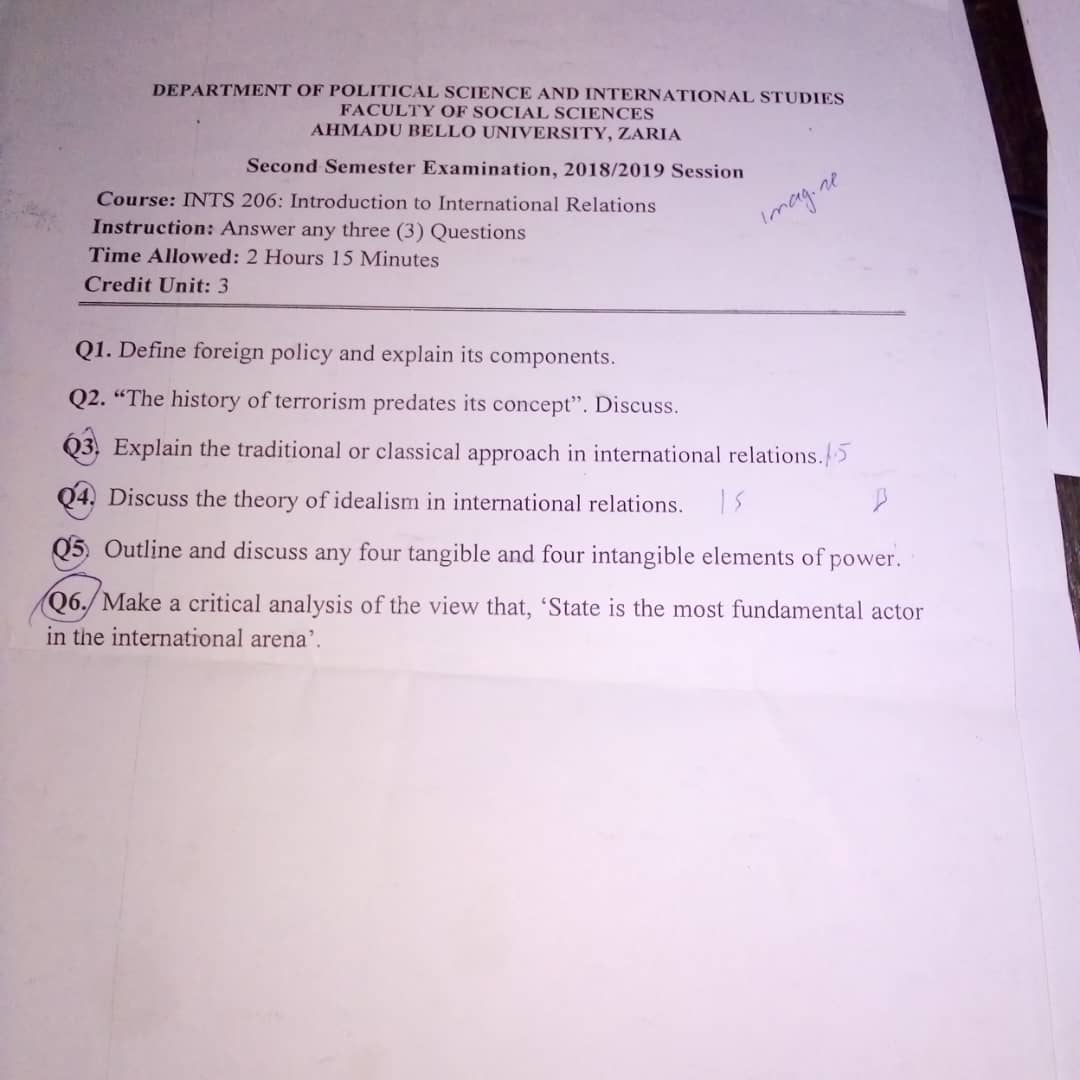 DEPARTMENT OF POLITICAL SCIENCE AND INTERNATIONAL STUDIES
FACULTY OF SOCIAL SCIENCES
AHMADU BELLO UNIVERSITY, ZARIA
Second Semester Examination, 2018/2019 Session
imagine
Course: INTS 206: Introduction to International Relations
Instruction: Answer any three (3) Questions
Time Allowed: 2 Hours 15 Minutes
Credit Unit: 3
Q1. Define foreign policy and explain its components.
Q2. “The history of terrorism predates its concept”. Discuss.
Q3. Explain the traditional or classical approach in international relations. 15
Q4. Discuss the theory of idealism in international relations. 15
Q5. Outline and discuss any four tangible and four intangible elements of power.
Q6. Make a critical analysis of the view that, ‘State is the most fundamental actor
in the international arena’.